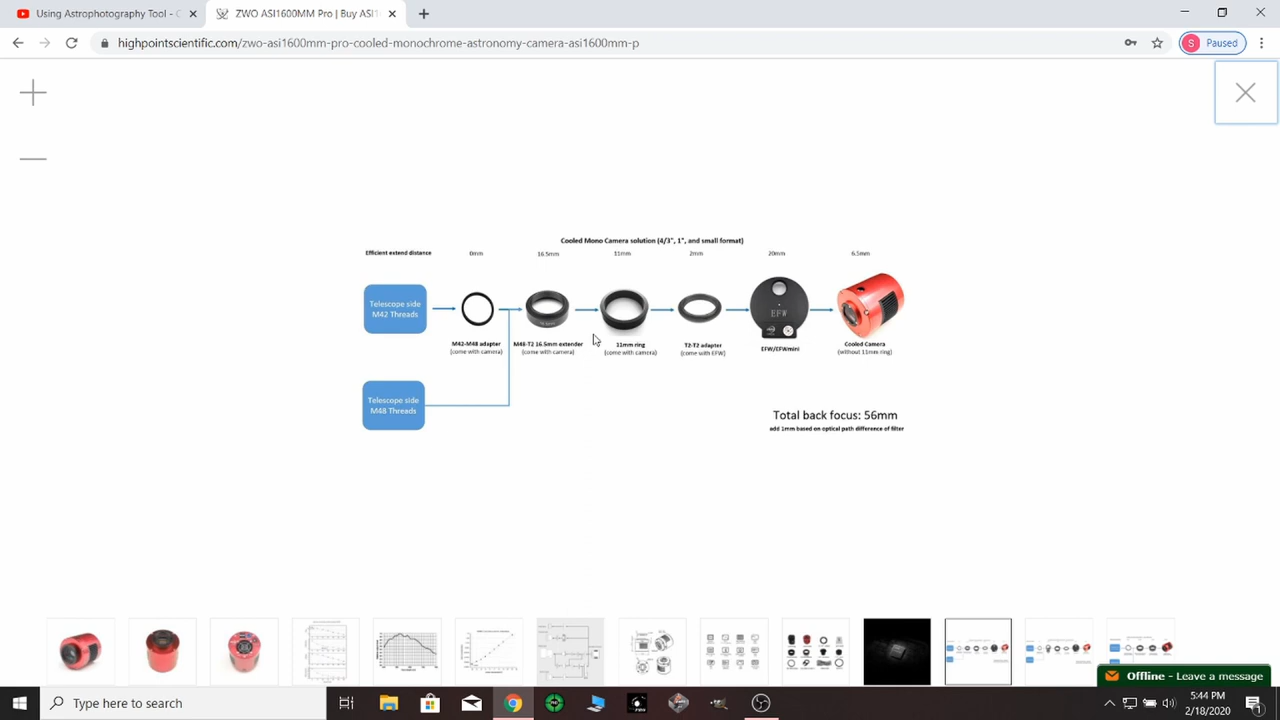 Using Astrophotography Tool - C
ZWO ASI1600MM Pro | Buy ASI1
highpointscientific.com/zwo-asi1600mm-pro-cooled-monochrome-astronomy-camera-asi1600mm-p
S Paused
Cooled Mono Camera solution (4/3", 1", and small format)
Efficient extend distance 0mm 16.5mm 11mm 2mm 20mm 6.5mm
Telescope side
M42 Threads
EFW
M42-M48 adapter
(come with camera)
M48-T2 16.5mm extender
(come with camera)
11mm ring
(come with camera)
T2-T2 adapter
(come with EFW)
EFW/EFWmini
Cooled Camera
(without 11mm ring)
Telescope side
M48 Threads
Total back focus: 56mm
add 1mm based on optical path difference of filter
Offline - Leave a message
Type here to search
5:44 PM
2/18/2020